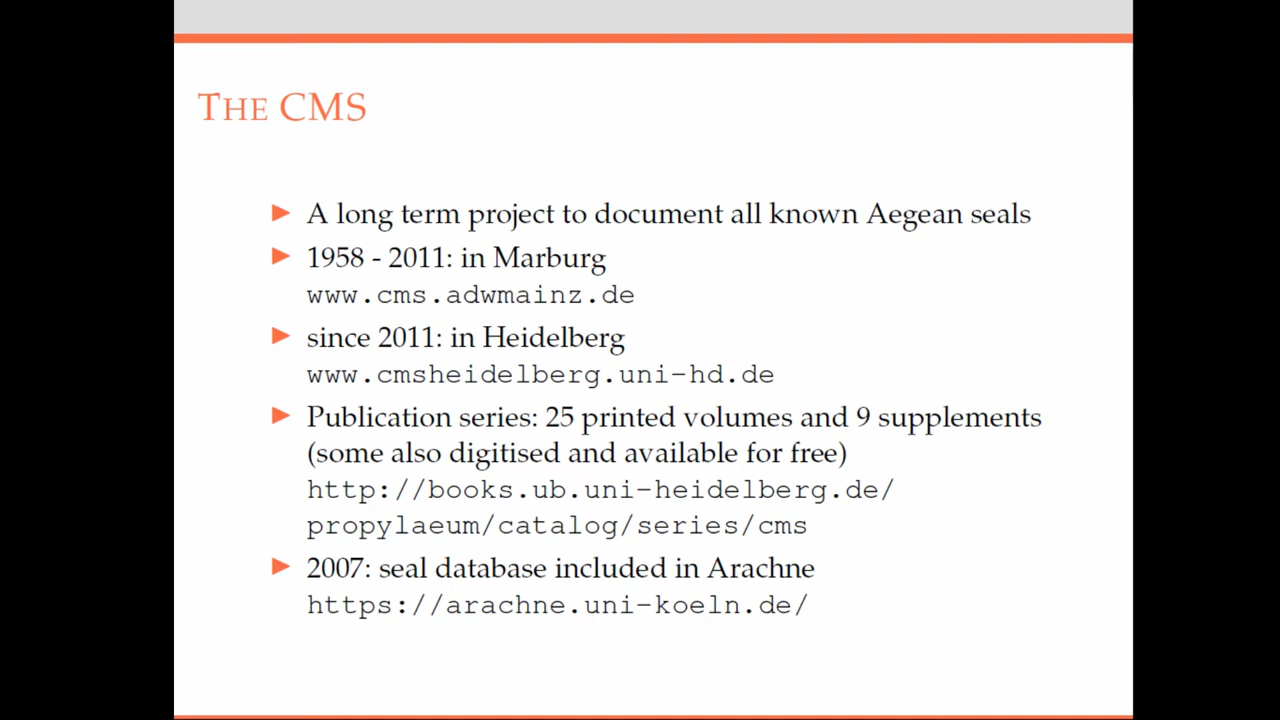 THE CMS
A long term project to document all known Aegean seals
1958 - 2011: in Marburg
www.cms.adwmainz.de
since 2011: in Heidelberg
www.cmsheidelberg.uni-hd.de
Publication series: 25 printed volumes and 9 supplements
(some also digitised and available for free)
http://books.ub.uni-heidelberg.de/
propylaeum/catalog/series/cms
2007: seal database included in Arachne
https://arachne.uni-koeln.de/